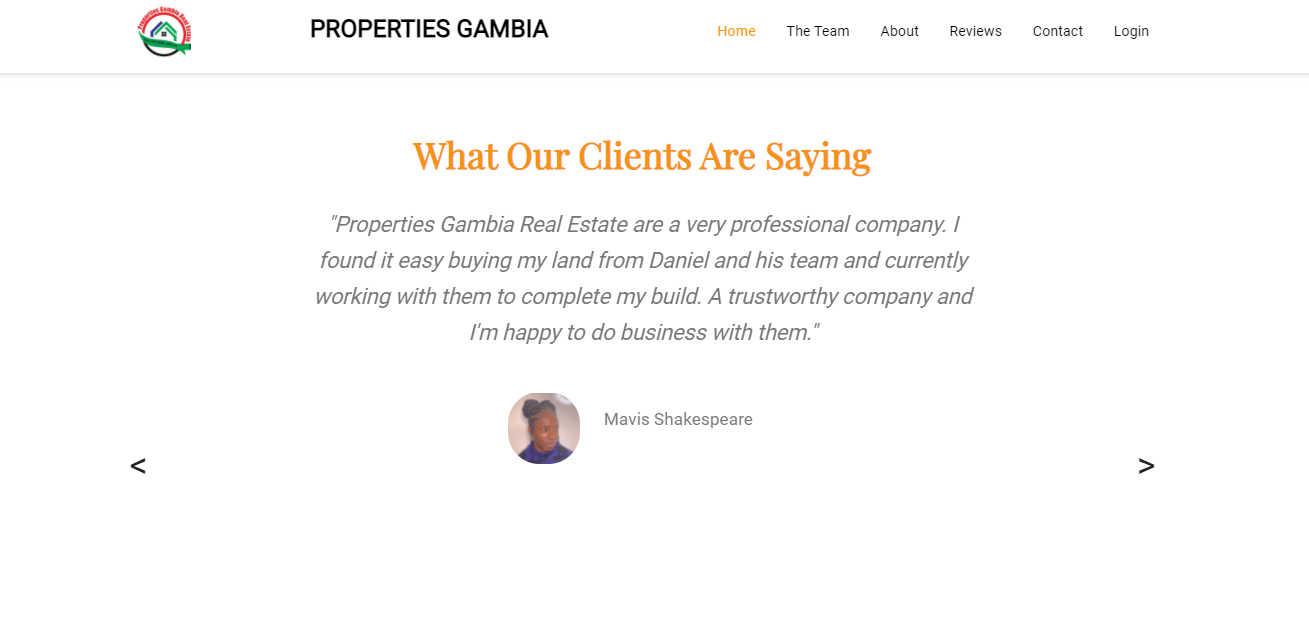 Properties Gambia Real Estate
PROPERTIES GAMBIA
Home
The Team
About
Reviews
Contact
Login
What Our Clients Are Saying
"Properties Gambia Real Estate are a very professional company. I
found it easy buying my land from Daniel and his team and currently
working with them to complete my build. A trustworthy company and
I'm happy to do business with them."
Mavis Shakespeare
<
>